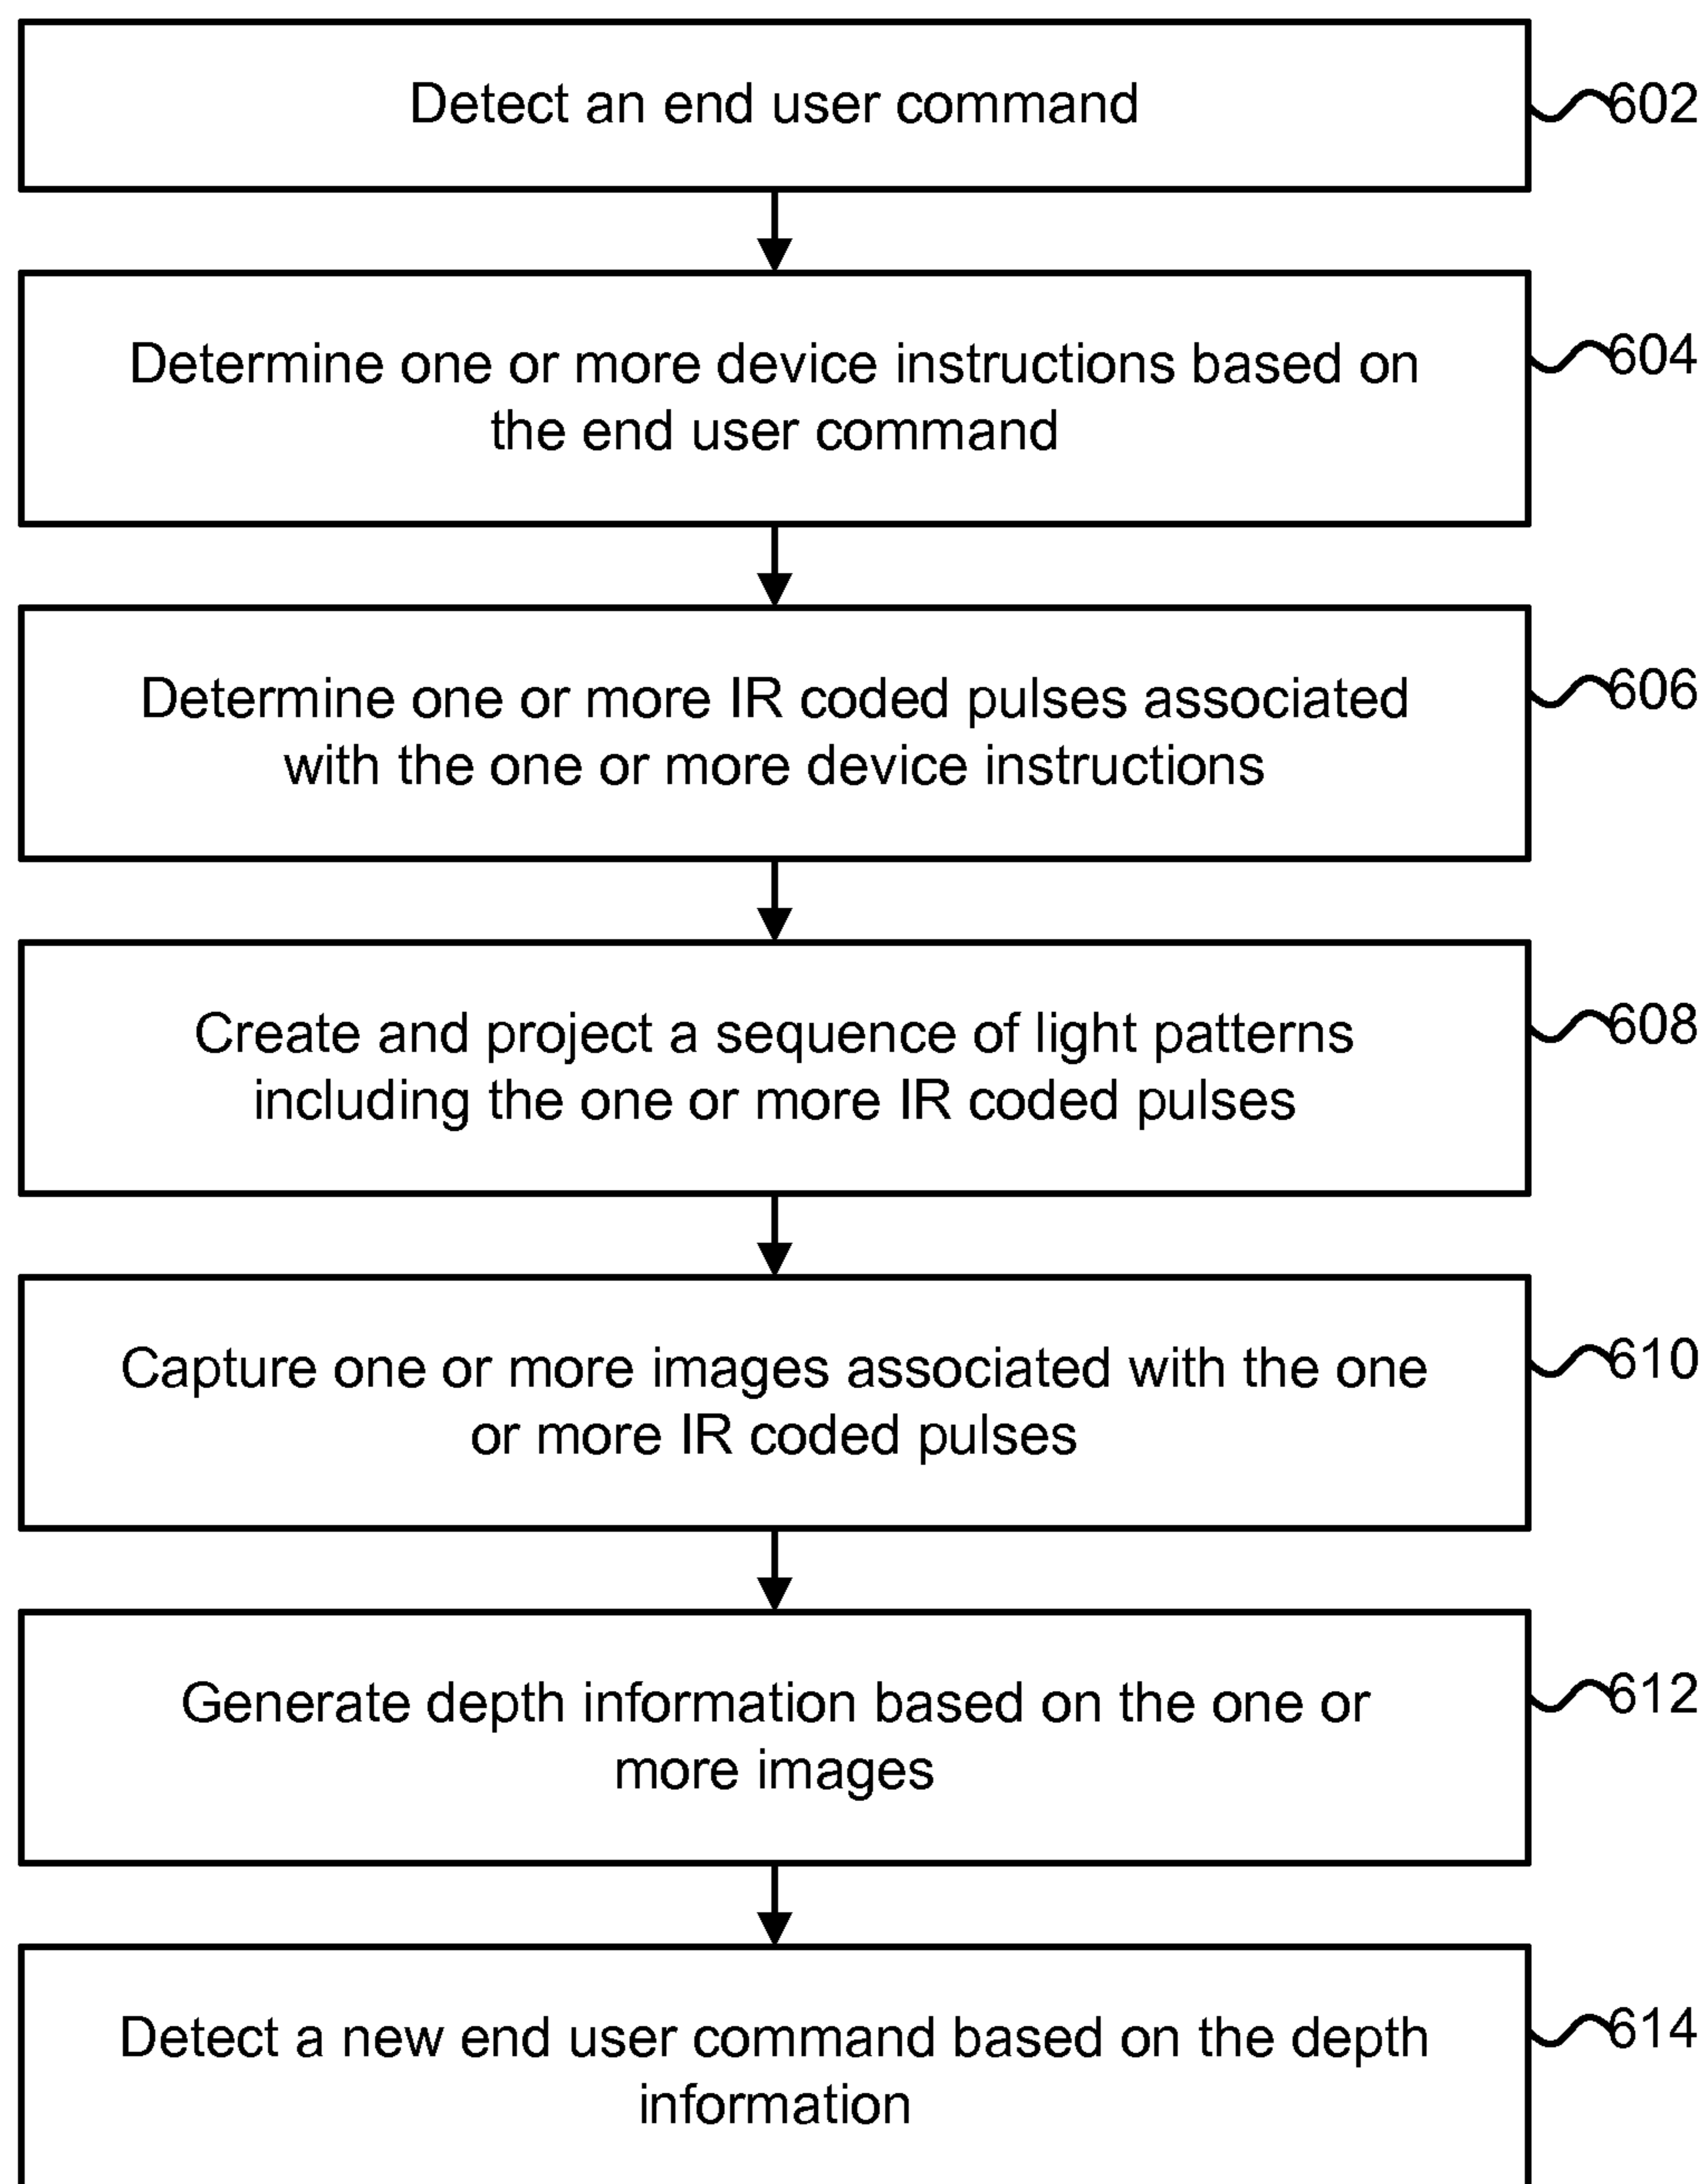 Detect an end user command
602
Determine one or more device instructions based on
the end user command
604
Determine one or more IR coded pulses associated
with the one or more device instructions
606
Create and project a sequence of light patterns
including the one or more IR coded pulses
608
Capture one or more images associated with the one
or more IR coded pulses
610
Generate depth information based on the one or
more images
612
Detect a new end user command based on the depth
information
614